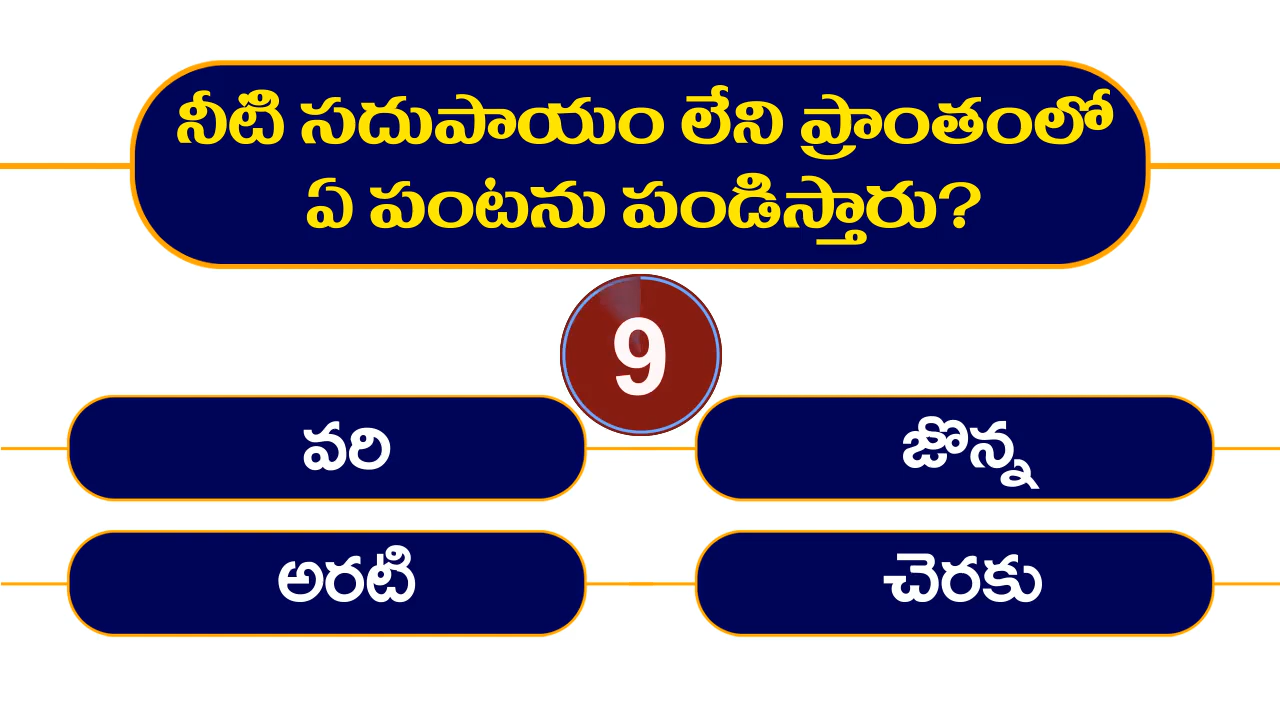 నీటి సదుపాయం లేని ప్రాంతంలో
ఏ పంటను పండిస్తారు?
9
వరి
జొన్న
అరటి
చెరకు